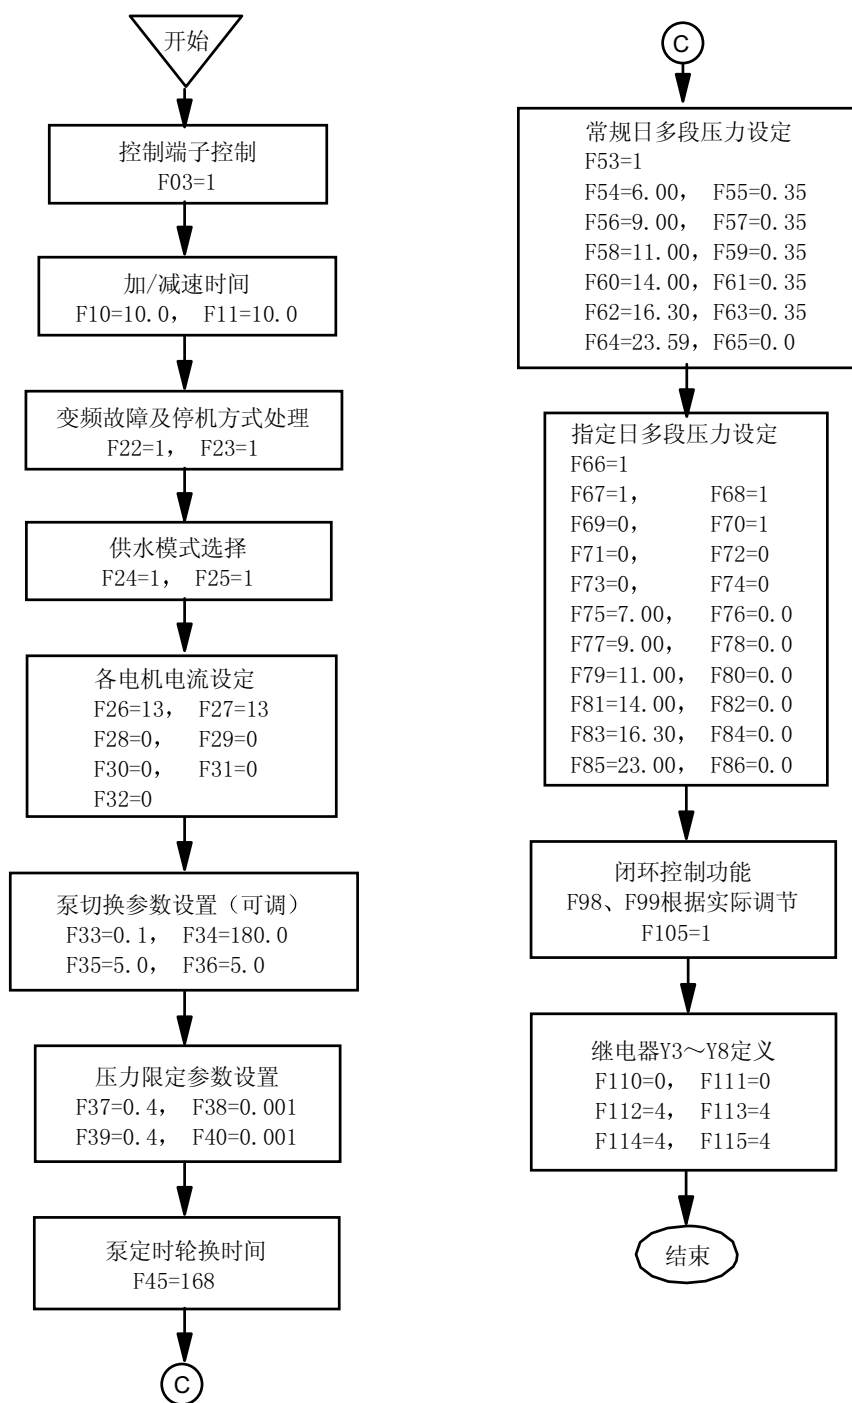 开始
控制端子控制
F03=1
加/减速时间
F10=10.0， F11=10.0
变频故障及停机方式处理
F22=1， F23=1
供水模式选择
F24=1， F25=1
各电机电流设定
F26=13， F27=13
F28=0， F29=0
F30=0， F31=0
F32=0
泵切换参数设置（可调）
F33=0.1， F34=180.0
F35=5.0， F36=5.0
压力限定参数设置
F37=0.4， F38=0.001
F39=0.4， F40=0.001
泵定时轮换时间
F45=168
C
C
常规日多段压力设定
F53=1
F54=6.00， F55=0.35
F56=9.00， F57=0.35
F58=11.00，F59=0.35
F60=14.00，F61=0.35
F62=16.30，F63=0.35
F64=23.59，F65=0.0
指定日多段压力设定
F66=1
F67=1， F68=1
F69=0， F70=1
F71=0， F72=0
F73=0， F74=0
F75=7.00， F76=0.0
F77=9.00， F78=0.0
F79=11.00， F80=0.0
F81=14.00， F82=0.0
F83=16.30， F84=0.0
F85=23.00， F86=0.0
闭环控制功能
F98、F99根据实际调节
F105=1
继电器Y3～Y8定义
F110=0， F111=0
F112=4， F113=4
F114=4， F115=4
结束